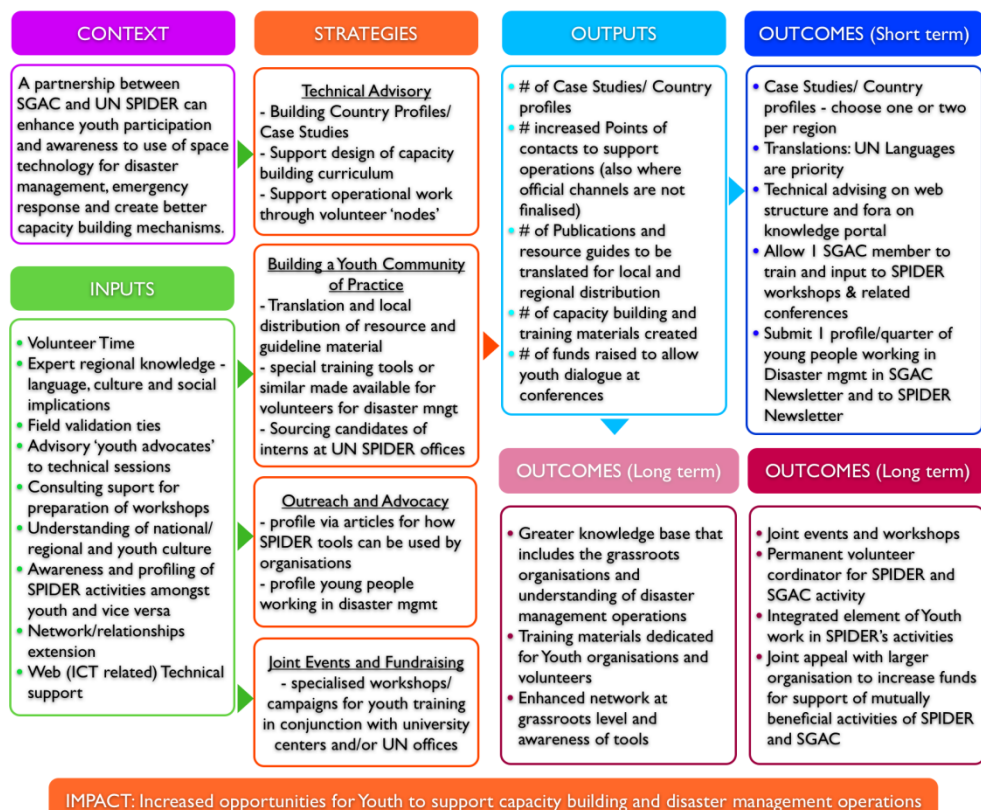 CONTEXT
A partnership between
SGAC and UN SPIDER can
enhance youth participation
and awareness to use of space
technology for disaster
management, emergency
response and create better
capacity building mechanisms.
INPUTS
• Volunteer Time
• Expert regional knowledge -
language, culture and social
implications
• Field validation ties
• Advisory ‘youth advocates’
to technical sessions
• Consulting suport for
preparation of workshops
• Understanding of national/
regional and youth culture
• Awareness and profiling of
SPIDER activities amongst
youth and vice versa
• Network/relationships
extension
• Web (ICT related) Technical
support
STRATEGIES
Technical Advisory
- Building Country Profiles/
Case Studies
- Support design of capacity
building curriculum
- Support operational work
through volunteer ‘nodes’
Building a Youth Community
of Practice
- Translation and local
distribution of resource and
guideline material
- special training tools or
similar made available for
volunteers for disaster mngt
- Sourcing candidates of
interns at UN SPIDER offices
Outreach and Advocacy
- profile via articles for how
SPIDER tools can be used by
organisations
- profile young people
working in disaster mgmt
Joint Events and Fundraising
- specialised workshops/
campaigns for youth training
in conjunction with university
centers and/or UN offices
OUTPUTS
• # of Case Studies/ Country
profiles
• # increased Points of
contacts to support
operations (also where
official channels are not
finalised)
• # of Publications and
resource guides to be
translated for local and
regional distribution
• # of capacity building and
training materials created
• # of funds raised to allow
youth dialogue at
conferences
OUTCOMES (Short term)
• Case Studies/ Country
profiles - choose one or two
per region
• Translations: UN Languages
are priority
• Technical advising on web
structure and fora on
knowledge portal
• Allow 1 SGAC member to
train and input to SPIDER
workshops & related
conferences
• Submit 1 profile/quarter of
young people working in
Disaster mgmt in SGAC
Newsletter and to SPIDER
Newsletter
OUTCOMES (Long term)
• Greater knowledge base that
includes the grassroots
organisations and
understanding of disaster
management operations
• Training materials dedicated
for Youth organisations and
volunteers
• Enhanced network at
grassroots level and
awareness of tools
OUTCOMES (Long term)
• Joint events and workshops
• Permanent volunteer
cordinator for SPIDER and
SGAC activity
• Integrated element of Youth
work in SPIDER’s activities
• Joint appeal with larger
organisation to increase funds
for support of mutually
beneficial activities of SPIDER
and SGAC
IMPACT: Increased opportunities for Youth to support capacity building and disaster management operations